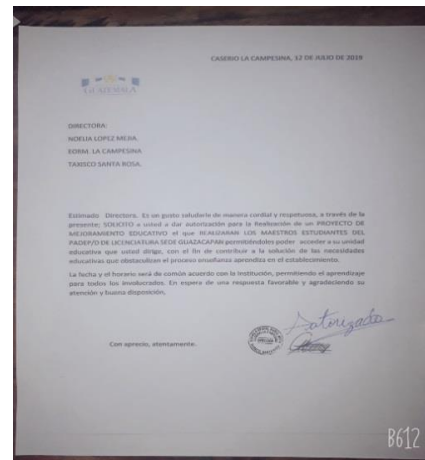 CASERIO LA CAMPESINA, 12 DE JULIO DE 2019
GUATEMALA
DIRECTORA:
NOELIA LOPEZ MEJIA.
EORM. LA CAMPESINA
TAXISCO SANTA ROSA.
Estimado Directora. Es un gusto saludarle de manera cordial y respetuosa, a través de la
presente; SOLICITO a usted a dar autorización para la Realización de un PROYECTO DE
MEJORAMIENTO EDUCATIVO el que REALIZARAN LOS MAESTROS ESTUDIANTES DEL
PADEP/D DE LICENCIATURA SEDE GUAZACAPAN permitiéndoles poder acceder a su unidad
educativa que usted dirige, con el fin de contribuir a la solución de las necesidades
educativas que obstaculizen el proceso enseñanza aprendiza en el establecimiento.
La fecha y el horario será de común acuerdo con la institución, permitiendo el aprendizaje
para todos los involucrados. En espera de una respuesta favorable y agradeciendo su
atención y buena disposición,
Autorizado
Con aprecio, atentamente.
B612